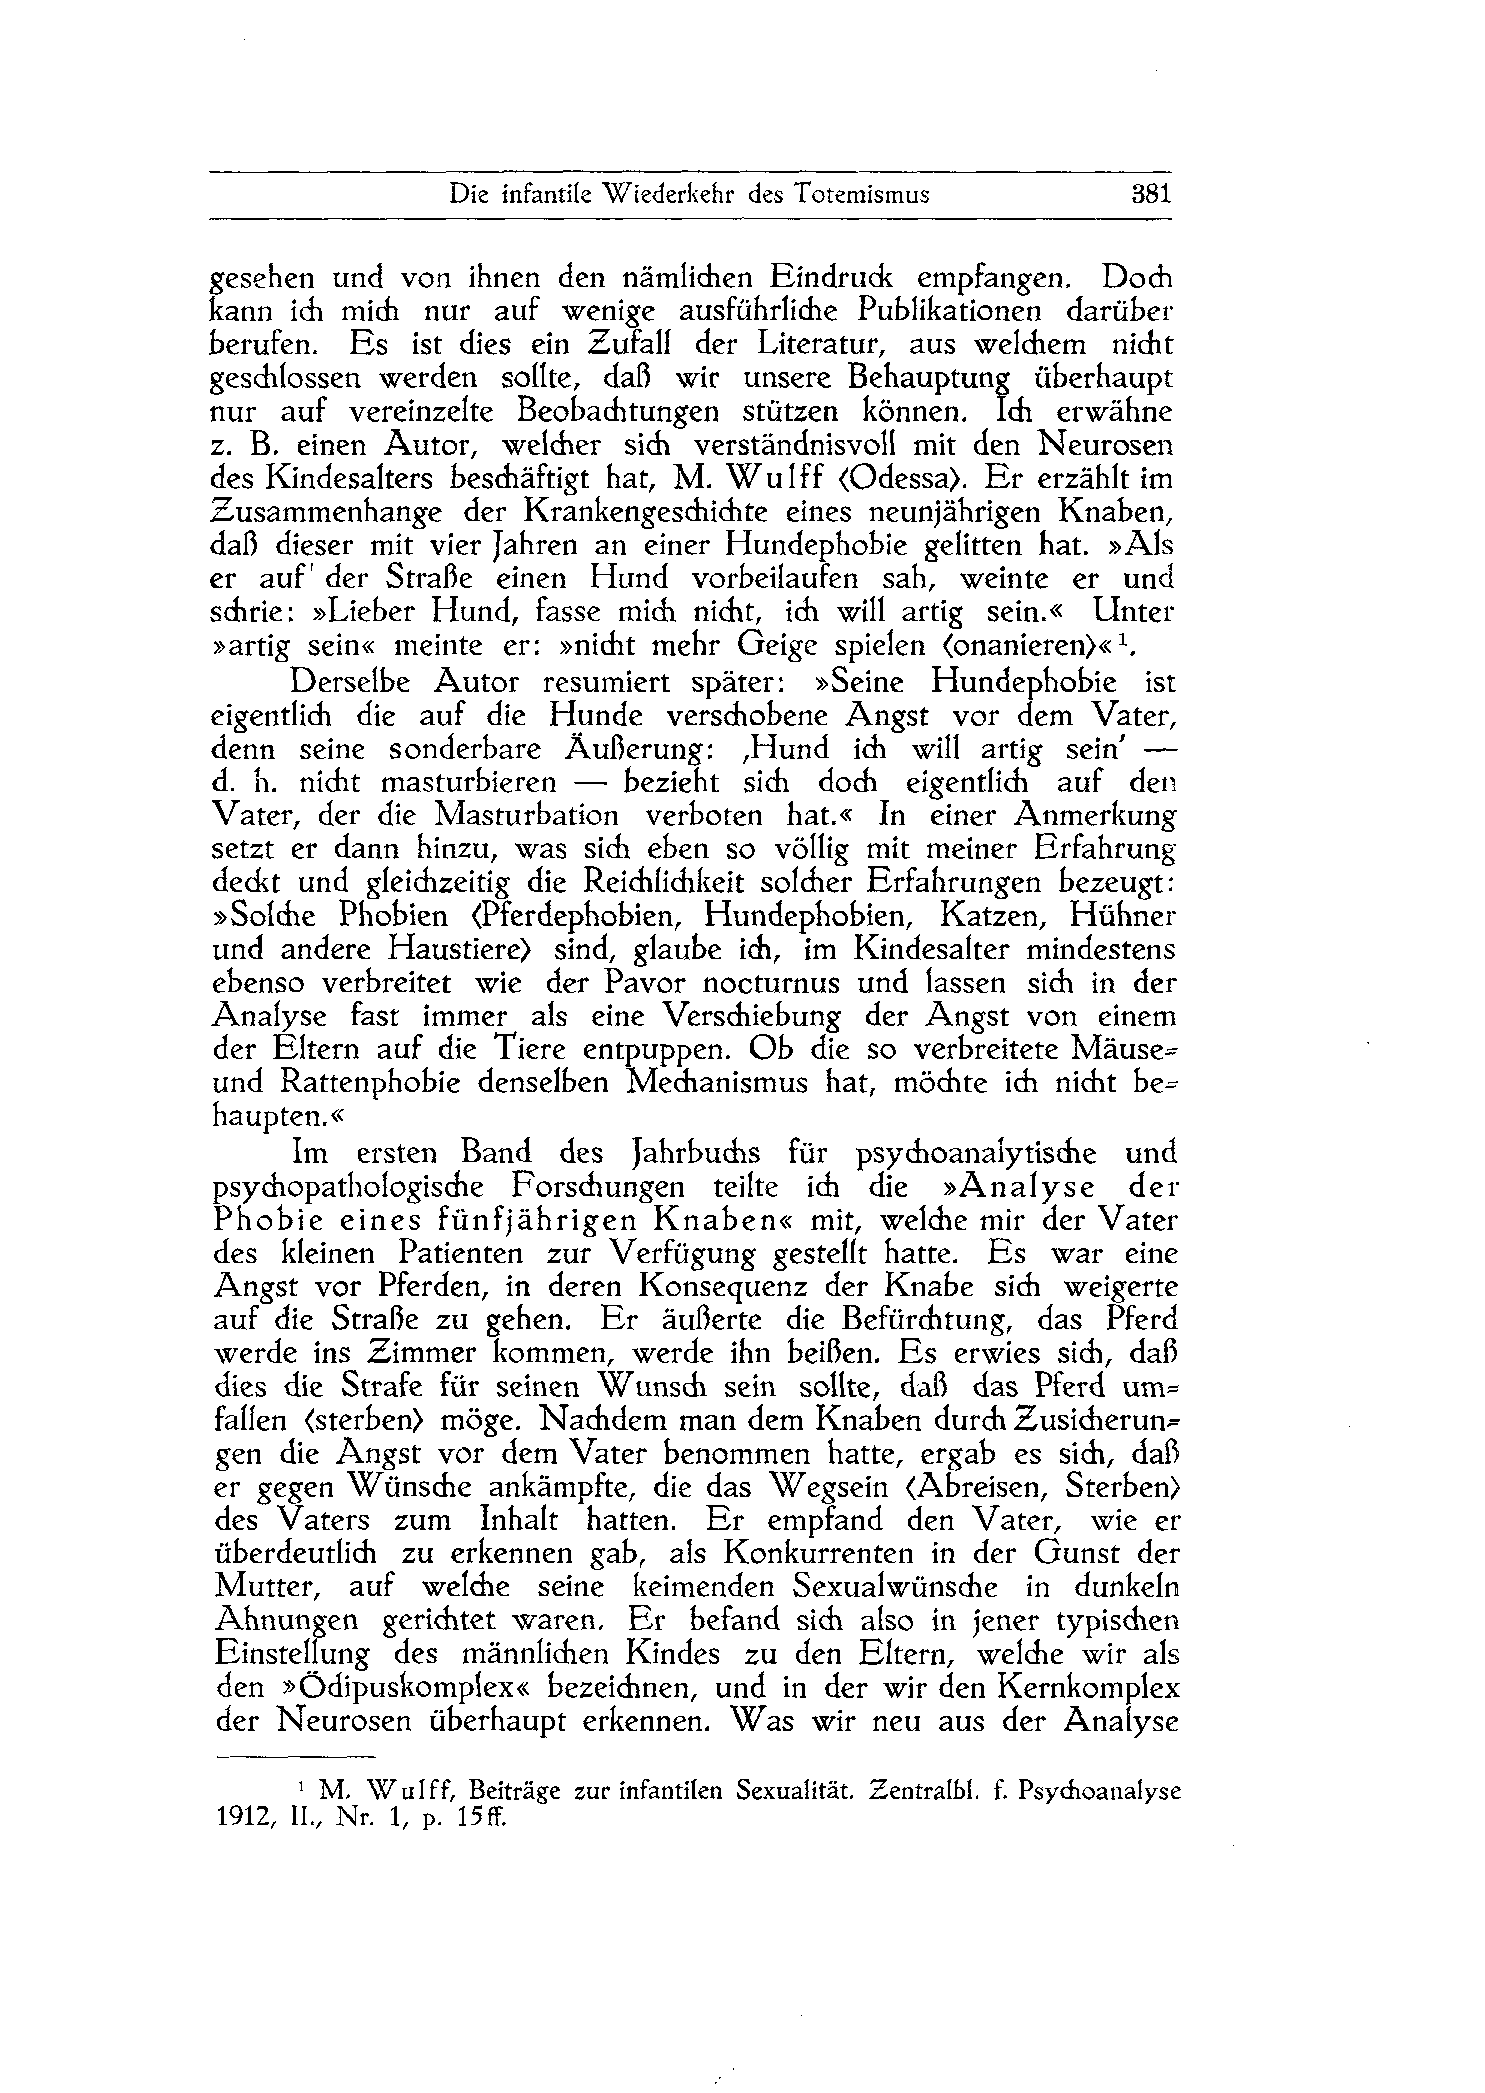 Die infantile Wiederkehr des Totemismus 381
gesehen und von ihnen den nämlichen Eindruck empfangen. Doch
kann ich mich nur auf wenige ausführliche Publikationen darüber
berufen. Es ist dies ein Zufall der Literatur, aus welchem nicht
geschlossen werden sollte, daß wir unsere Behauptung überhaupt
nur auf vereinzelte Beobachtungen stützen können. Ich erwähne
z. B. einen Autor, welcher sich verständnisvoll mit den Neurosen
des Kindesalters beschäftigt hat, M. Wulff ⟨Odessa⟩. Er erzählt im
Zusammenhange der Krankengeschichte eines neunjährigen Knaben,
daß dieser mit vier Jahren an einer Hundephobie gelitten hat. »Als
er auf' der Straße einen Hund vorbeilaufen sah, weinte er und
schrie: »Lieber Hund, fasse mich nicht, ich will artig sein.« Unter
»artig sein« meinte er: »nicht mehr Geige spielen ⟨onanieren⟩«¹.
Derselbe Autor resumiert später: »Seine Hundephobie ist
eigentlich die auf die Hunde verschobene Angst vor dem Vater,
denn seine sonderbare Äußerung: ‚Hund ich will artig sein' —
d. h. nicht masturbieren — bezieht sich doch eigentlich auf den
Vater, der die Masturbation verboten hat.« In einer Anmerkung
setzt er dann hinzu, was sich eben so völlig mit meiner Erfahrung
deckt und gleichzeitig die Reichlichkeit solcher Erfahrungen bezeugt:
»Solche Phobien ⟨Pferdephobien, Hundephobien, Katzen, Hühner
und andere Haustiere⟩ sind, glaube ich, im Kindesalter mindestens
ebenso verbreitet wie der Pavor nocturnus und lassen sich in der
Analyse fast immer als eine Verschiebung der Angst von einem
der Eltern auf die Tiere entpuppen. Ob die so verbreitete Mäuse-
und Rattenphobie denselben Mechanismus hat, möchte ich nicht be-
haupten.«
Im ersten Band des Jahrbuchs für psychoanalytische und
psychopathologische Forschungen teilte ich die »Analyse der
Phobie eines fünfjährigen Knaben« mit, welche mir der Vater
des kleinen Patienten zur Verfügung gestellt hatte. Es war eine
Angst vor Pferden, in deren Konsequenz der Knabe sich weigerte
auf die Straße zu gehen. Er äußerte die Befürchtung, das Pferd
werde ins Zimmer kommen, werde ihn beißen. Es erwies sich, daß
dies die Strafe für seinen Wunsch sein sollte, daß das Pferd um-
fallen ⟨sterben⟩ möge. Nachdem man dem Knaben durch Zusicherun-
gen die Angst vor dem Vater benommen hatte, ergab es sich, daß
er gegen Wünsche ankämpfte, die das Wegsein ⟨Abreisen, Sterben⟩
des Vaters zum Inhalt hatten. Er empfand den Vater, wie er
überdeutlich zu erkennen gab, als Konkurrenten in der Gunst der
Mutter, auf welche seine keimenden Sexualwünsche in dunkeln
Ahnungen gerichtet waren. Er befand sich also in jener typischen
Einstellung des männlichen Kindes zu den Eltern, welche wir als
den »Ödipuskomplex« bezeichnen, und in der wir den Kernkomplex
der Neurosen überhaupt erkennen. Was wir neu aus der Analyse
¹ M. Wulff, Beiträge zur infantilen Sexualität. Zentralbl. f. Psychoanalyse
1912, II., Nr. 1, p. 15 ff.